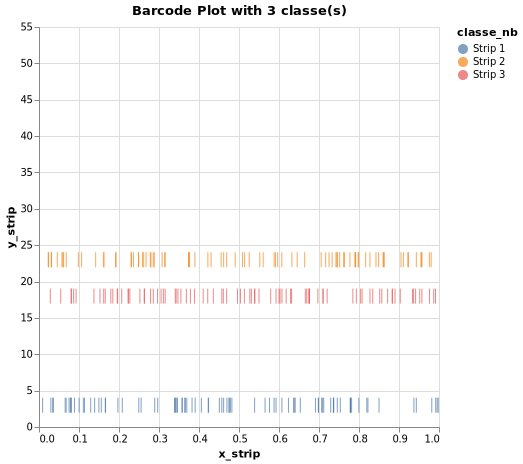 Barcode Plot with 3 classe(s)
classe_nb
Strip 1
Strip 2
Strip 3
55
50
45
40
35
30
25
20
15
10
5
0
y_strip
0.0 0.1 0.2 0.3 0.4 0.5 0.6 0.7 0.8 0.9 1.0
x_strip